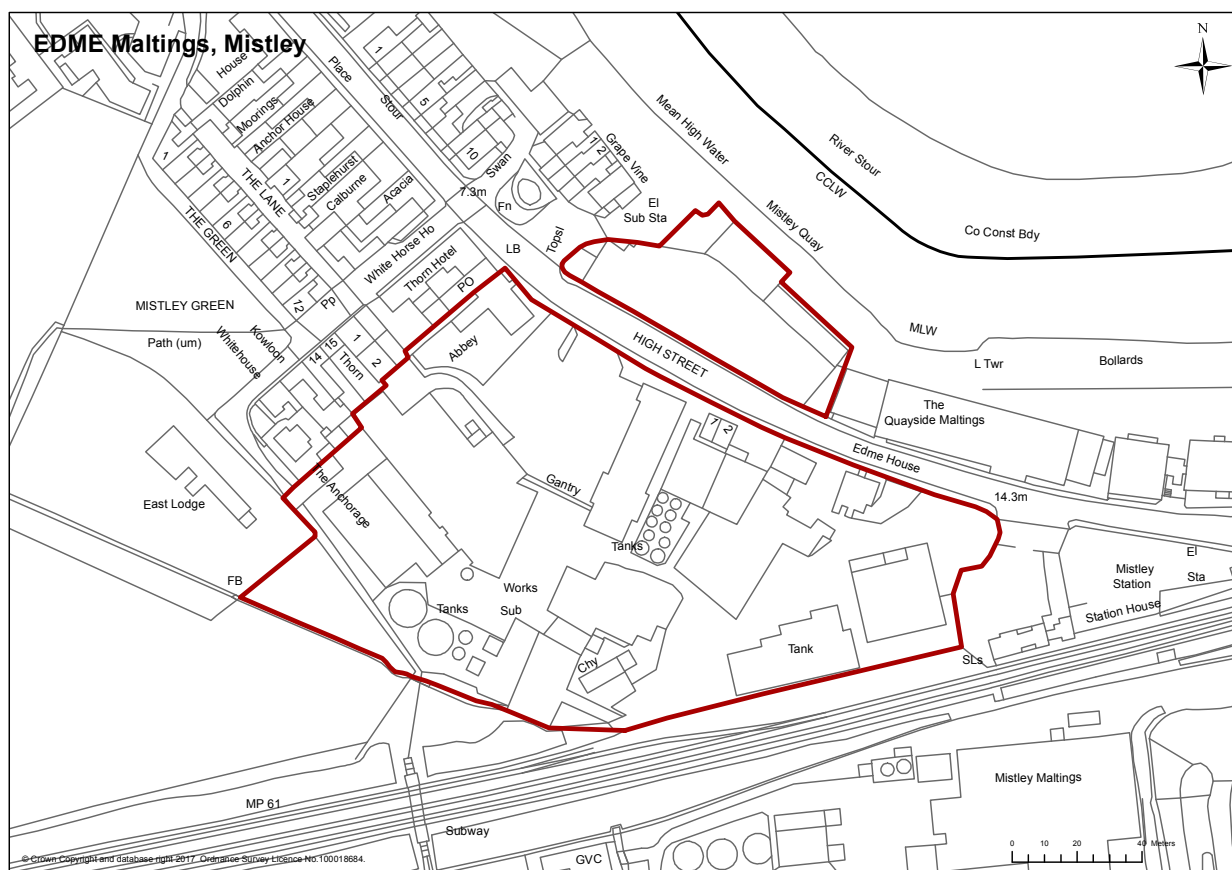 EDME Maltings, Mistley
N
House
Dolphin
Moorings
Anchor House
Place
Stour
1
5
10
Swan
1
2
Grape Vine
Mean High Water
River Stour
CCLW
Co Const Bdy
Mistley Quay
El
Sub Sta
Topsl
7.3m
Fn
LB
1
THE LANE
1
Staplehurst
Calburne
Acacia
6
THE GREEN
12
Pp
White Horse Ho
Thorn Hotel
PO
MISTLEY GREEN
Path (um)
Kowloon
Whitehouse
14
15
Thorn
1
2
Abbey
HIGH STREET
MLW
L Twr
Bollards
The
Quayside Maltings
7
2
Edme House
14.3m
East Lodge
The Anchorage
Gantry
Tanks
FB
Works
Tanks
Sub
Chy
Tank
SLs
El
Sta
Mistley
Station
Station House
MP 61
Subway
GVC
Mistley Maltings
0 10 20 40 Meters
© Crown Copyright and database right 2017. Ordnance Survey Licence No.100018684.